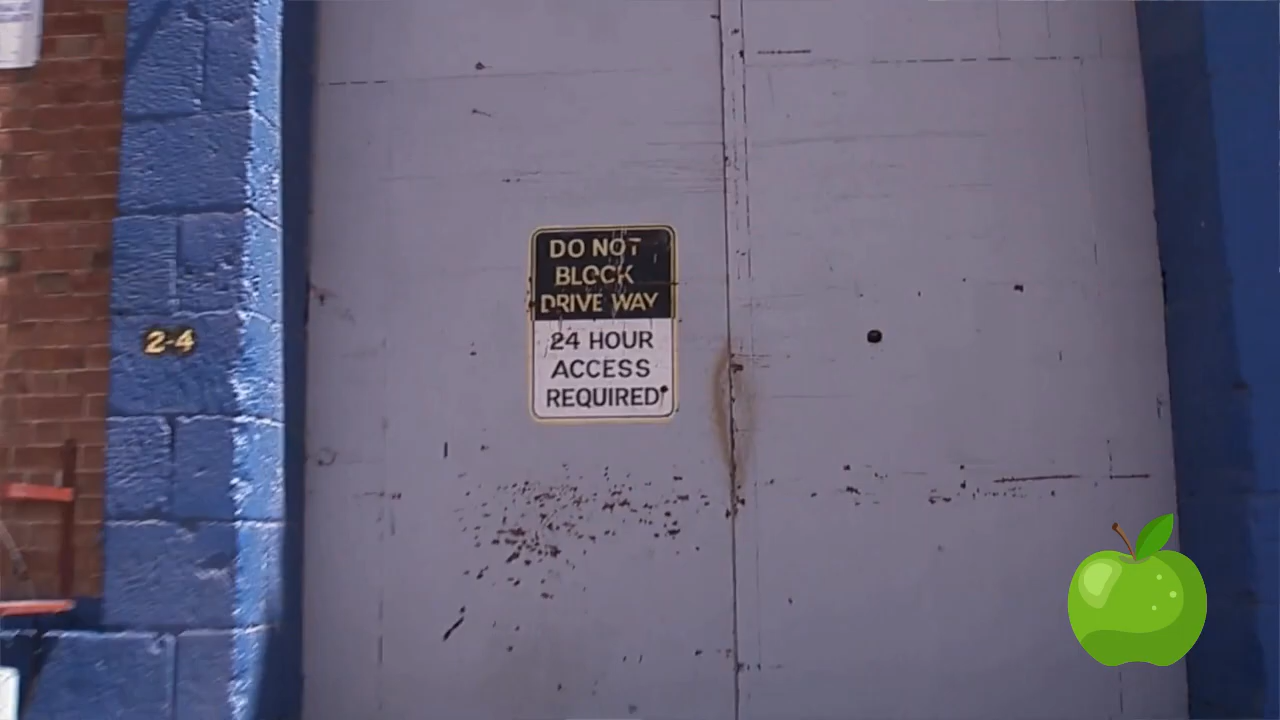 DO NOT
BLOCK
DRIVE WAY
24 HOUR
ACCESS
REQUIRED
2-4